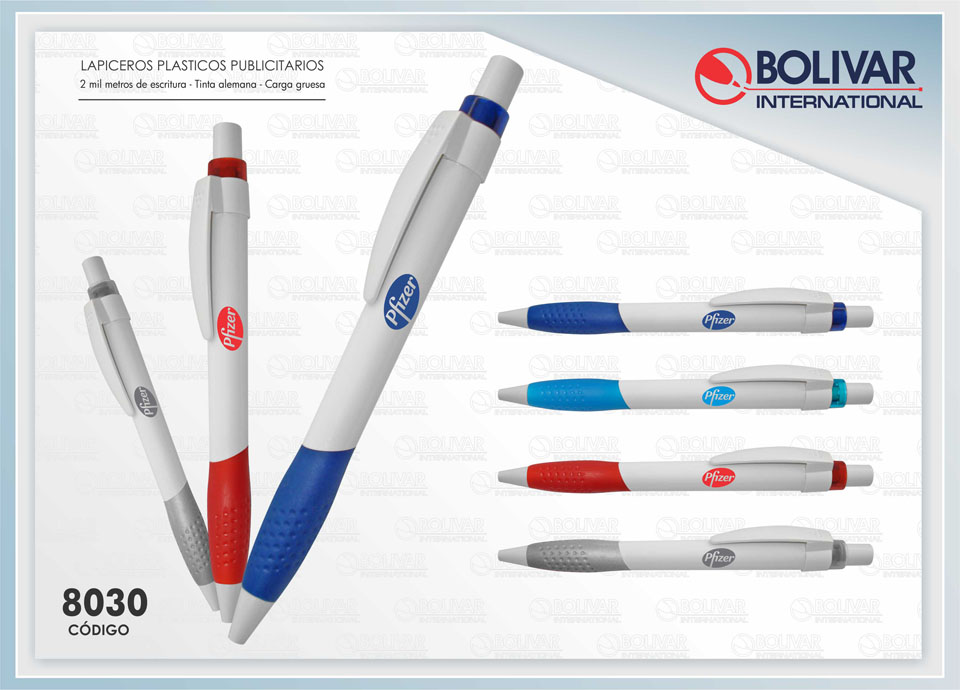 LAPICEROS PLASTICOS PUBLICITARIOS
2 mil metros de escritura - Tinta alemana - Carga gruesa
BOLIVAR
INTERNATIONAL
Pfizer
Pfizer
Pfizer
Pfizer
Pfizer
Pfizer
Pfizer
8030
CÓDIGO